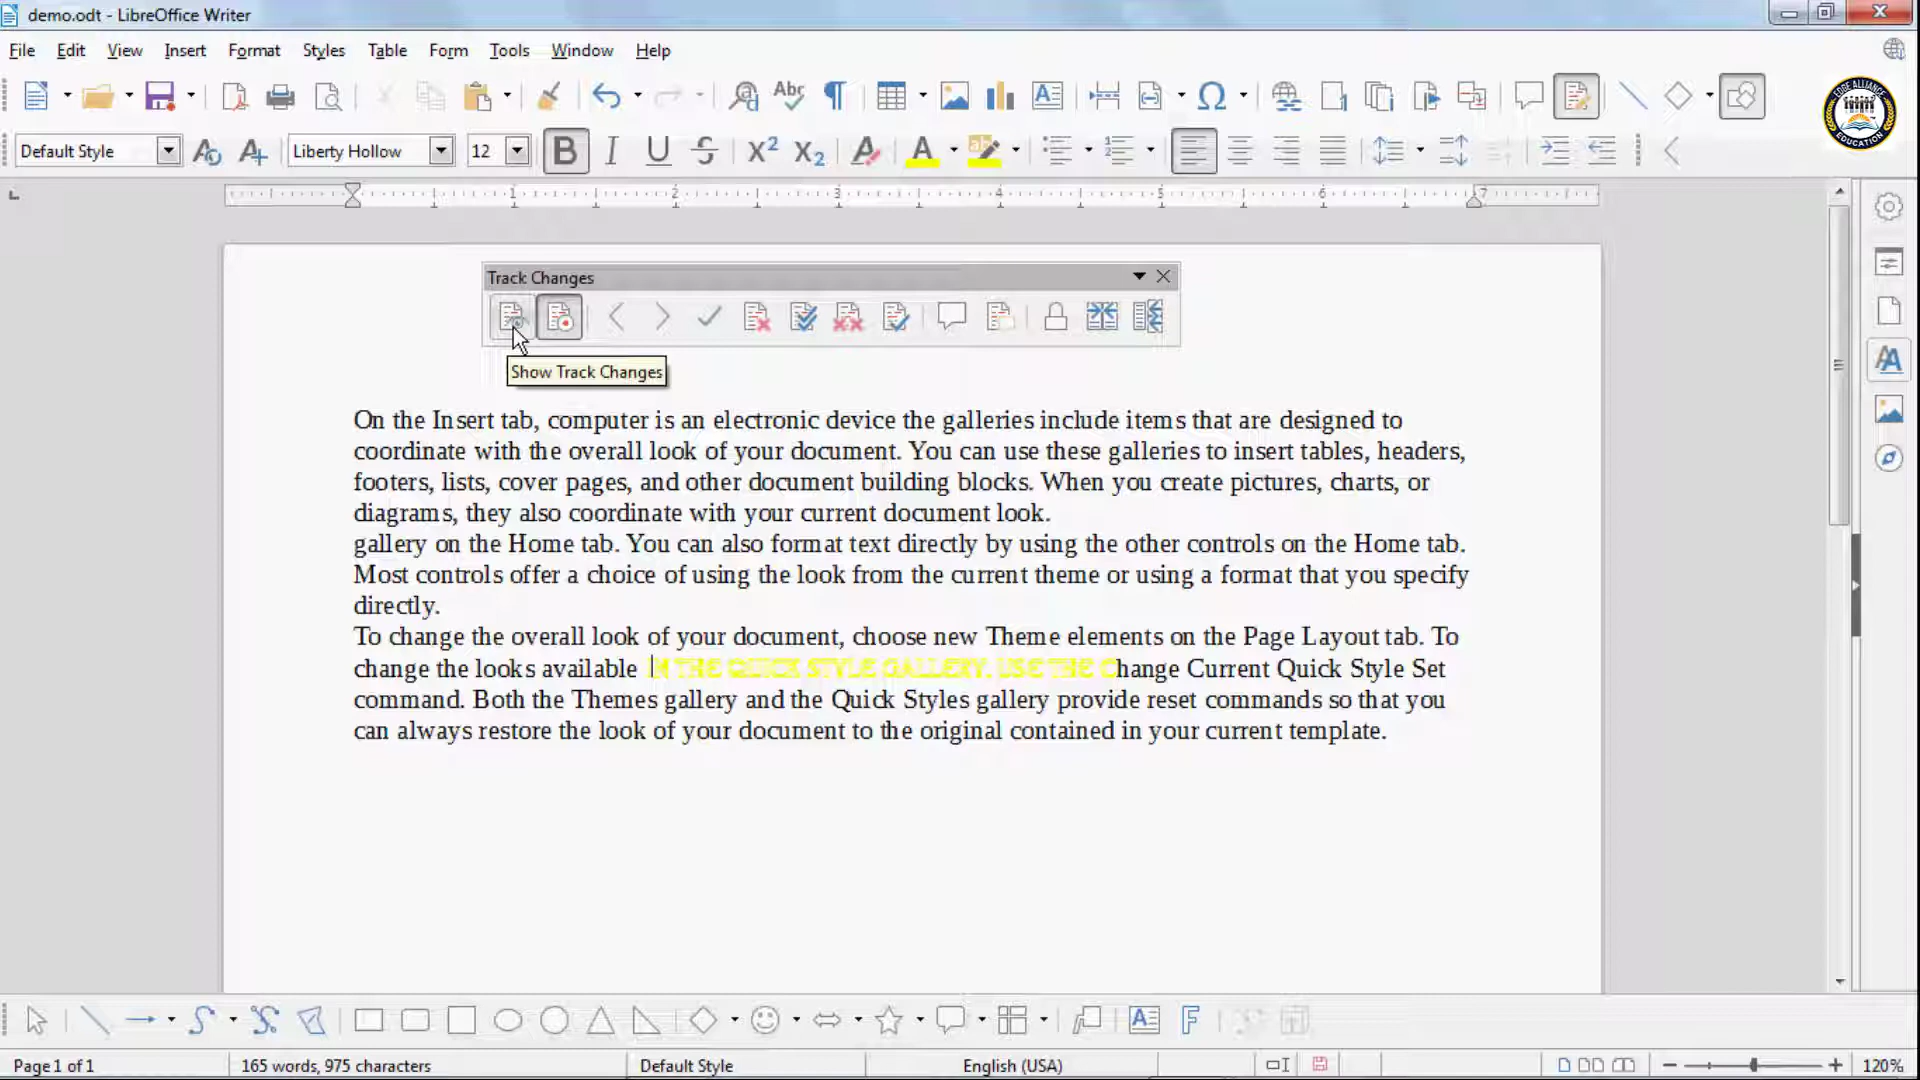 demo.odt - LibreOffice Writer
File Edit View Insert Format Styles Table Form Tools Window Help
EDGE ALLIANCE EDUCATION
Default Style Liberty Hollow 12
1 2 3 4 5 6 7
Track Changes
Show Track Changes
On the Insert tab, computer is an electronic device the galleries include items that are designed to
coordinate with the overall look of your document. You can use these galleries to insert tables, headers,
footers, lists, cover pages, and other document building blocks. When you create pictures, charts, or
diagrams, they also coordinate with your current document look.
gallery on the Home tab. You can also format text directly by using the other controls on the Home tab.
Most controls offer a choice of using the look from the current theme or using a format that you specify
directly.
To change the overall look of your document, choose new Theme elements on the Page Layout tab. To
change the looks available IN THE QUICK STYLE GALLERY, USE THE Change Current Quick Style Set
command. Both the Themes gallery and the Quick Styles gallery provide reset commands so that you
can always restore the look of your document to the original contained in your current template.
Page 1 of 1 165 words, 975 characters Default Style English (USA) 120%